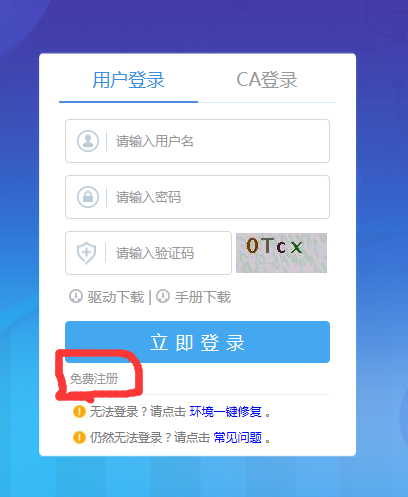 用户登录 CA登录
请输入用户名
请输入密码
请输入验证码 0Tcx
驱动下载 | 手册下载
立即登录
免费注册
无法登录？请点击 环境一键修复 。
仍然无法登录？请点击 常见问题 。